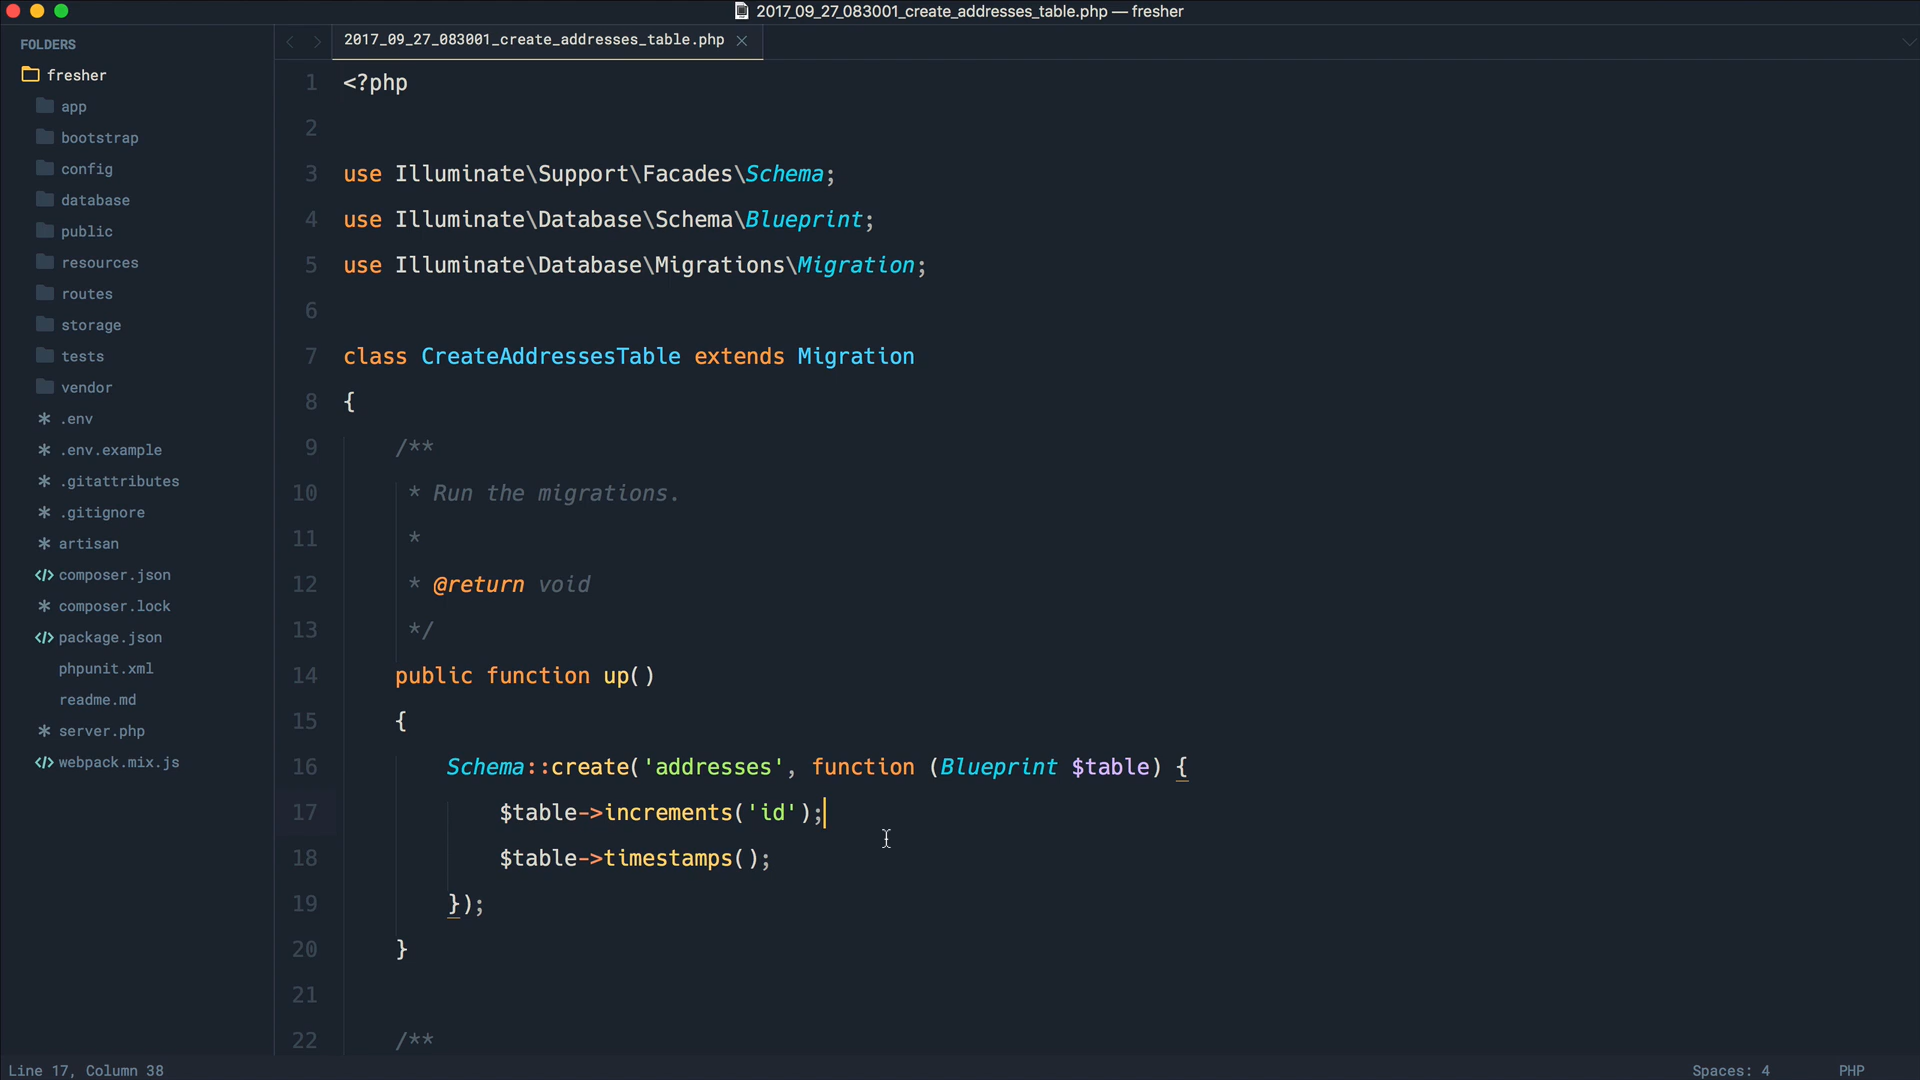 2017_09_27_083001_create_addresses_table.php — fresher
FOLDERS
fresher
app
bootstrap
config
database
public
resources
routes
storage
tests
vendor
.env
.env.example
.gitattributes
.gitignore
artisan
composer.json
composer.lock
package.json
phpunit.xml
readme.md
server.php
webpack.mix.js
2017_09_27_083001_create_addresses_table.php
1 <?php
2
3 use Illuminate\Support\Facades\Schema;
4 use Illuminate\Database\Schema\Blueprint;
5 use Illuminate\Database\Migrations\Migration;
6
7 class CreateAddressesTable extends Migration
8 {
9 /**
10 * Run the migrations.
11 *
12 * @return void
13 */
14 public function up()
15 {
16 Schema::create('addresses', function (Blueprint $table) {
17 $table->increments('id');
18 $table->timestamps();
19 });
20 }
21
22 /**
Line 17, Column 38
Spaces: 4
PHP